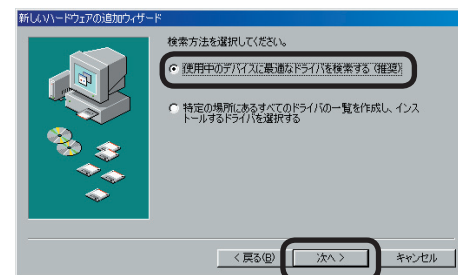 新しいハードウェアの追加ウィザード
検索方法を選択してください。
使用中のデバイスに最適なドライバを検索する (推奨)
特定の場所にあるすべてのドライバの一覧を作成し、インス
トールするドライバを選択する
< 戻る(B)
次へ >
キャンセル